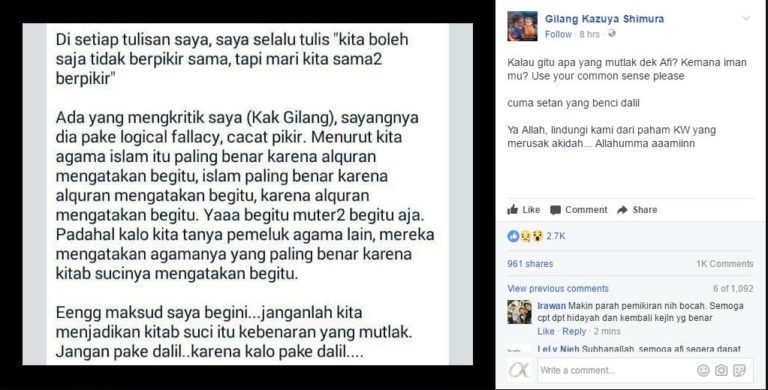 Di setiap tulisan saya, saya selalu tulis "kita boleh
saja tidak berpikir sama, tapi mari kita sama2
berpikir"
Ada yang mengkritik saya (Kak Gilang), sayangnya
dia pake logical fallacy, cacat pikir. Menurut kita
agama islam itu paling benar karena alquran
mengatakan begitu, islam paling benar karena
alquran mengatakan begitu, karena alquran
mengatakan begitu. Yaaa begitu muter2 begitu aja.
Padahal kalo kita tanya pemeluk agama lain, mereka
mengatakan agamanya yang paling benar karena
kitab sucinya mengatakan begitu.
Eengg maksud saya begini...janganlah kita
menjadikan kitab suci itu kebenaran yang mutlak.
Jangan pake dalil..karena kalo pake dalil....
Gilang Kazuya Shimura
Follow · 8 hrs ·
Kalau gitu apa yang mutlak dek Afi? Kemana iman
mu? Use your common sense please
cuma setan yang benci dalil
Ya Allah, lindungi kami dari paham KW yang
merusak akidah... Allahumma aaamiinn
Like Comment Share
2.7K
961 shares 1K Comments
View previous comments 6 of 1,092
Irawan Makin parah pemikiran nih bocah. Semoga
cpt dpt hidayah dan kembali kejln yg benar
Like · Reply · 2 mins
Subhanallah, semoga afi segera dapat
Write a comment...